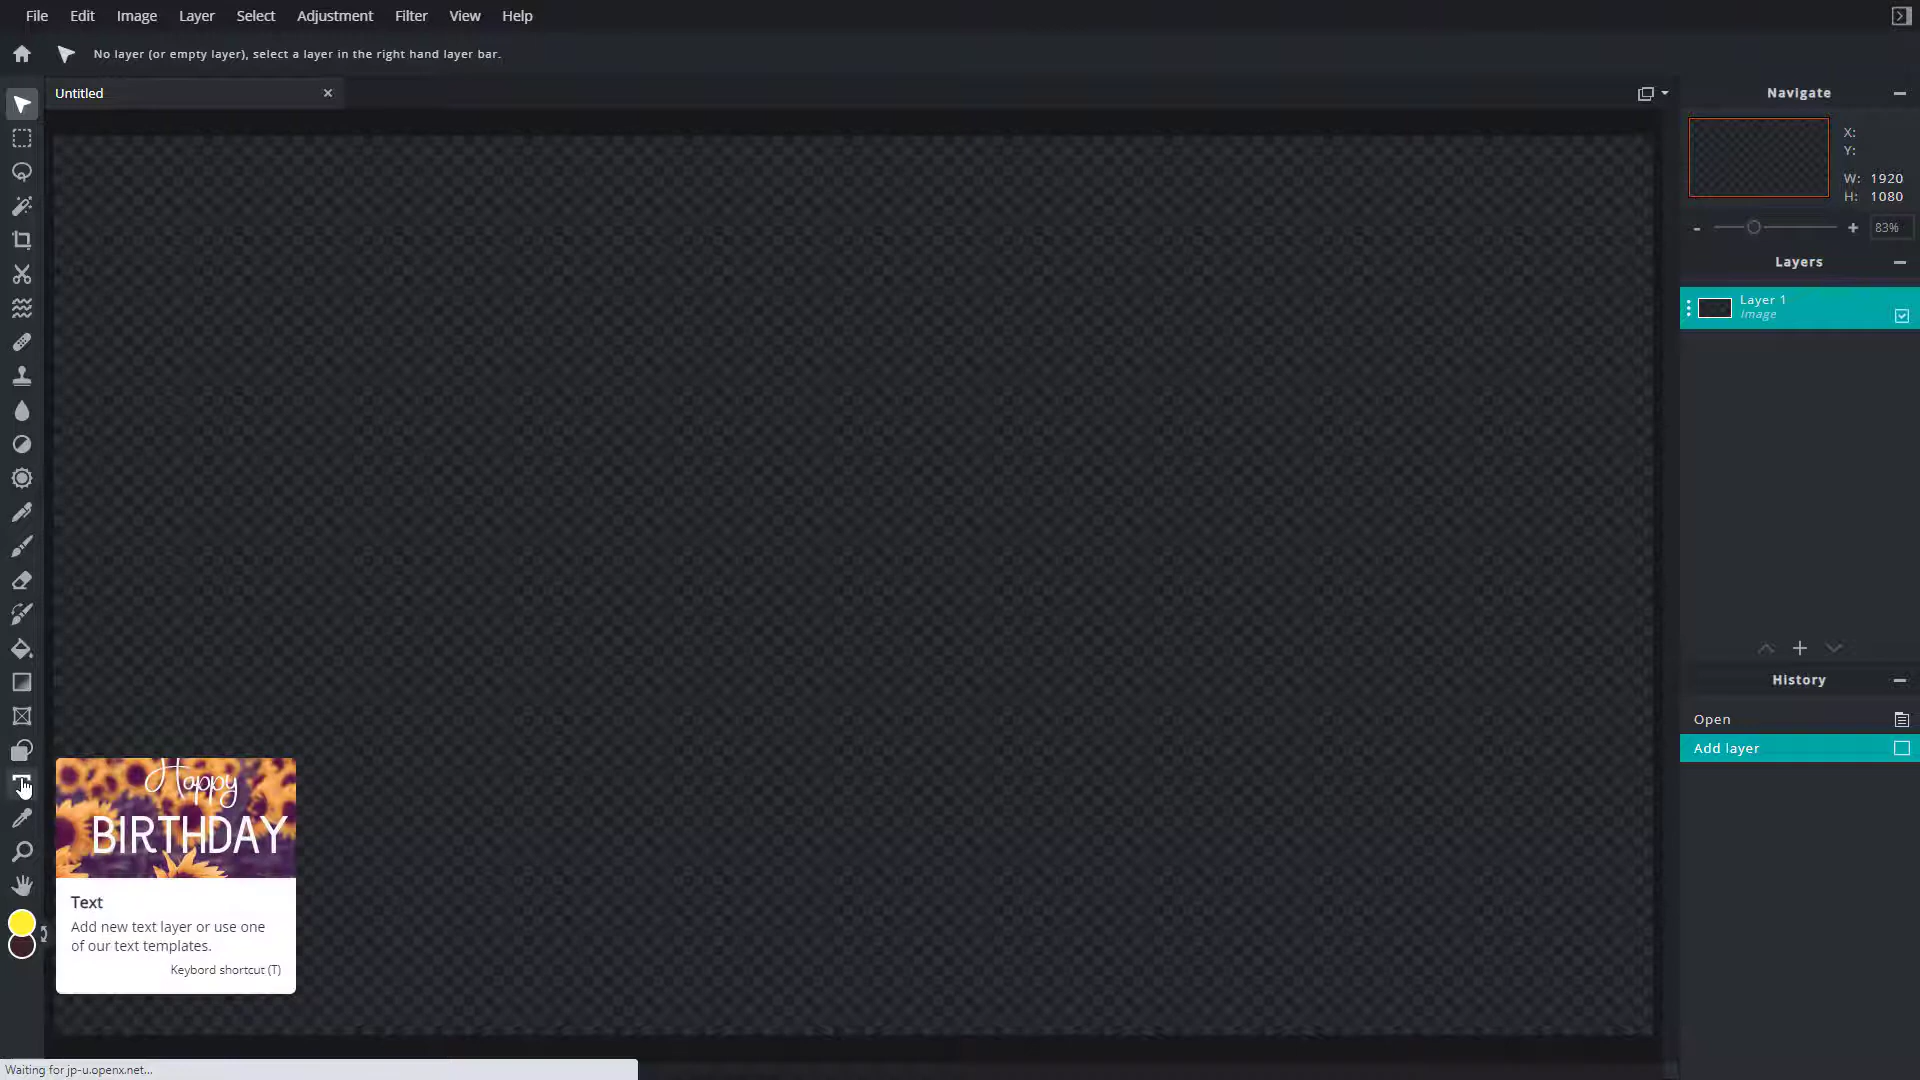 File Edit Image Layer Select Adjustment Filter View Help
No layer (or empty layer), select a layer in the right hand layer bar.
Untitled
Navigate
X:
Y:
W: 1920
H: 1080
83%
Layers
Layer 1
Image
History
Open
Add layer
Happy
BIRTHDAY
Text
Add new text layer or use one
of our text templates.
Keybord shortcut (T)
Waiting for jp-u.openx.net...